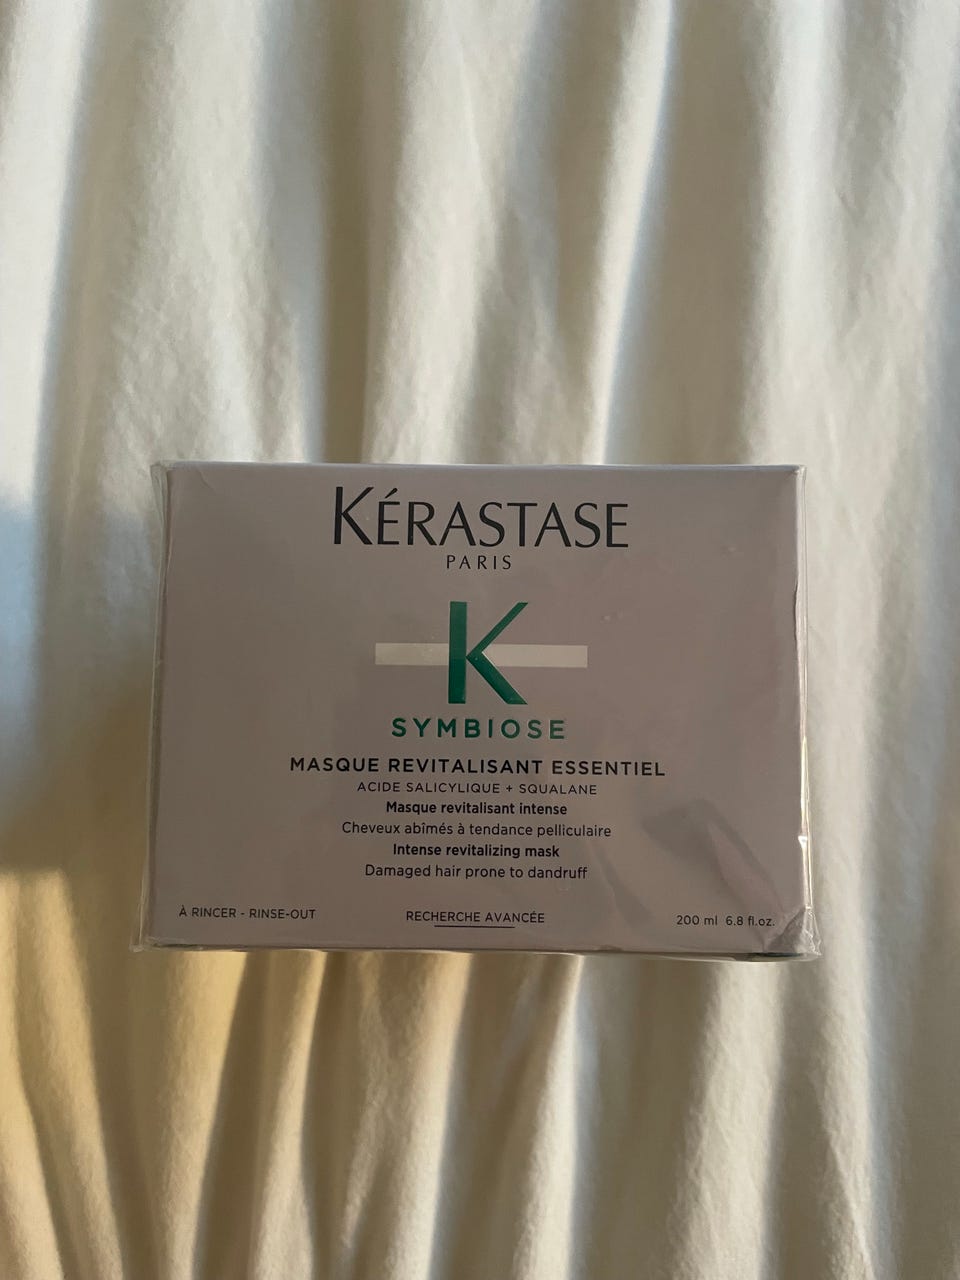 KÉRASTASE
PARIS
K
SYMBIOSE
MASQUE REVITALISANT ESSENTIEL
ACIDE SALICYLIQUE + SQUALANE
Masque revitalisant intense
Cheveux abîmés à tendance pelliculaire
Intense revitalizing mask
Damaged hair prone to dandruff
À RINCER - RINSE-OUT RECHERCHE AVANCÉE 200 ml 6.8 fl.oz.